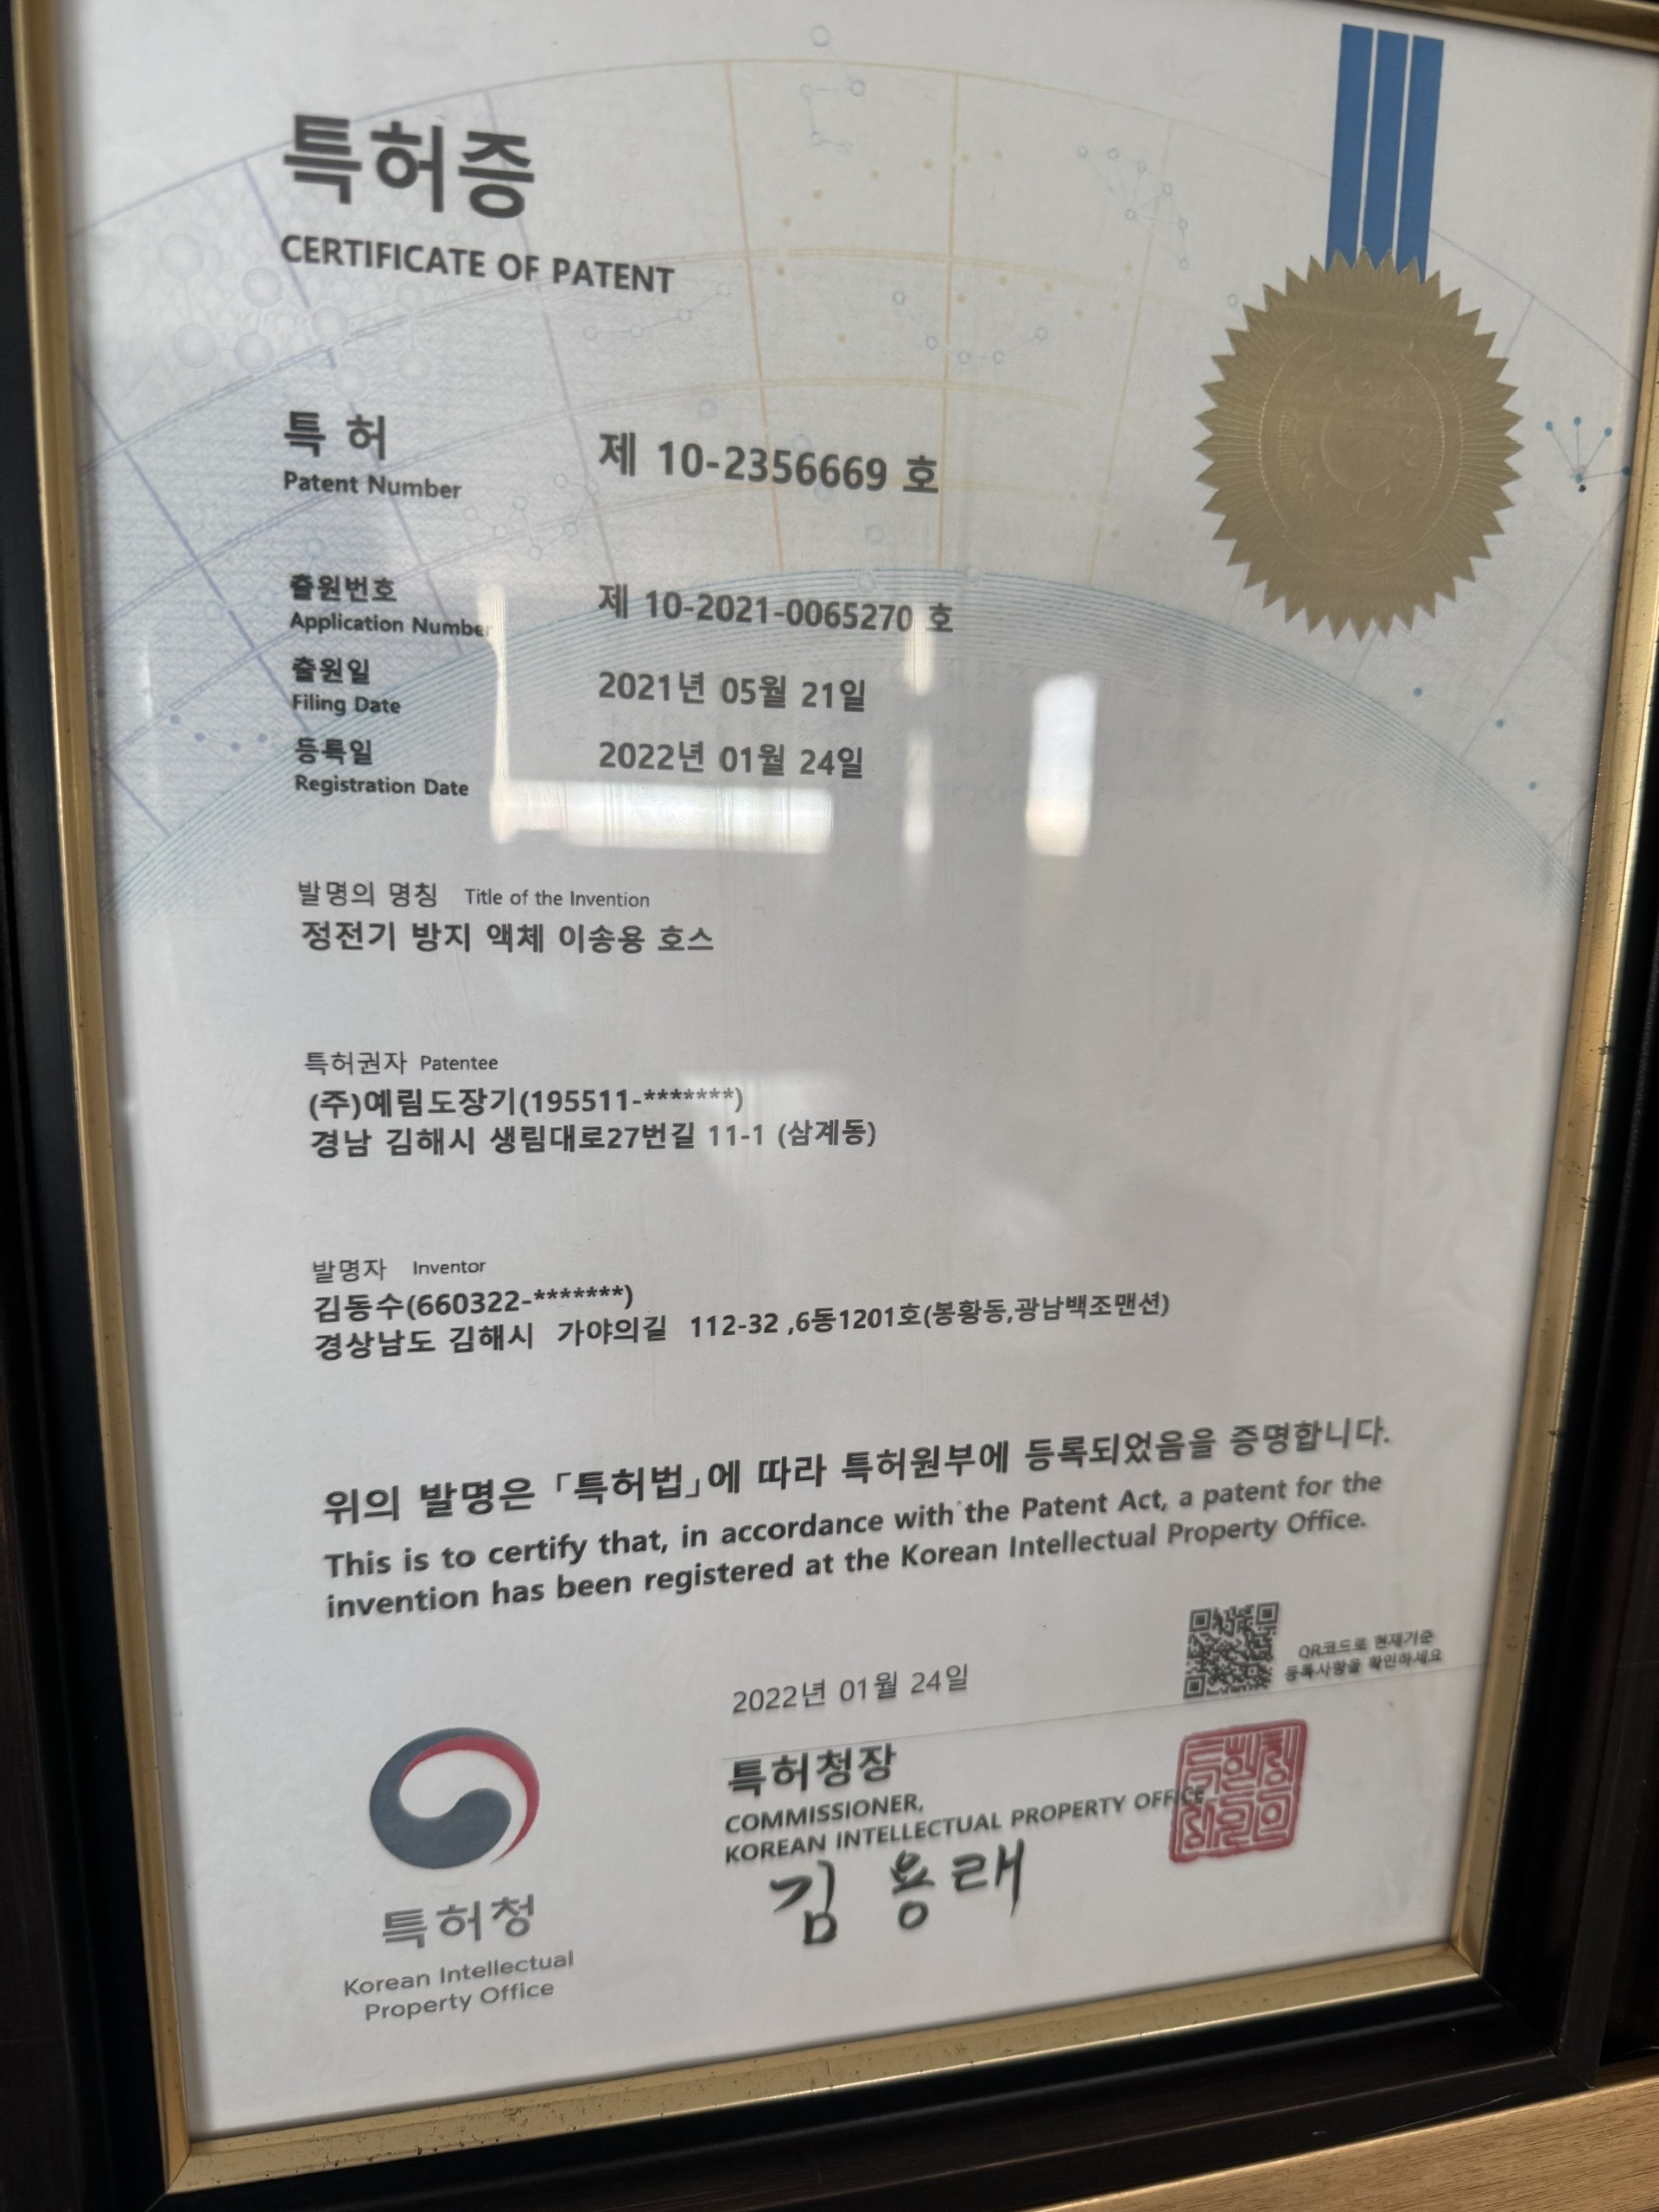 특허증
CERTIFICATE OF PATENT
특 허
Patent Number
제 10-2356669 호
출원번호
Application Number
제 10-2021-0065270 호
출원일
Filing Date
2021년 05월 21일
등록일
Registration Date
2022년 01월 24일
발명의 명칭 Title of the Invention
정전기 방지 액체 이송용 호스
특허권자 Patentee
(주)예림도장기(195511-*******)
경남 김해시 생림대로27번길 11-1 (삼계동)
발명자 Inventor
김동수(660322-*******)
경상남도 김해시 가야의길 112-32 ,6동1201호(봉황동,광남백조맨션)
위의 발명은 「특허법」에 따라 특허원부에 등록되었음을 증명합니다.
This is to certify that, in accordance with the Patent Act, a patent for the
invention has been registered at the Korean Intellectual Property Office.
QR코드로 현재기준
등록사항을 확인하세요
2022년 01월 24일
특허청장
COMMISSIONER,
KOREAN INTELLECTUAL PROPERTY OFFICE
김 용래
특허청
Korean Intellectual
Property Office